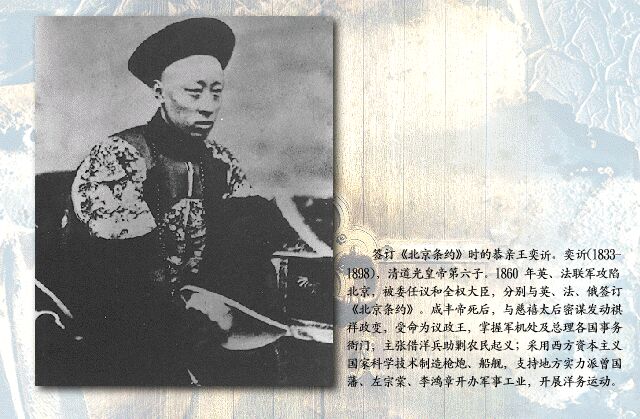 签订《北京条约》时的恭亲王奕䜣。奕䜣(1833-
1898)，清道光皇帝第六子。1860 年英、法联军攻陷
北京，被委任议和全权大臣，分别与英、法、俄签订
《北京条约》。咸丰帝死后，与慈禧太后密谋发动祺
祥政变，受命为议政王，掌握军机处及总理各国事务
衙门，主张借洋兵助剿农民起义；采用西方资本主义
国家科学技术制造枪炮、船舰，支持地方实力派曾国
藩、左宗棠、李鸿章开办军事工业，开展洋务运动。